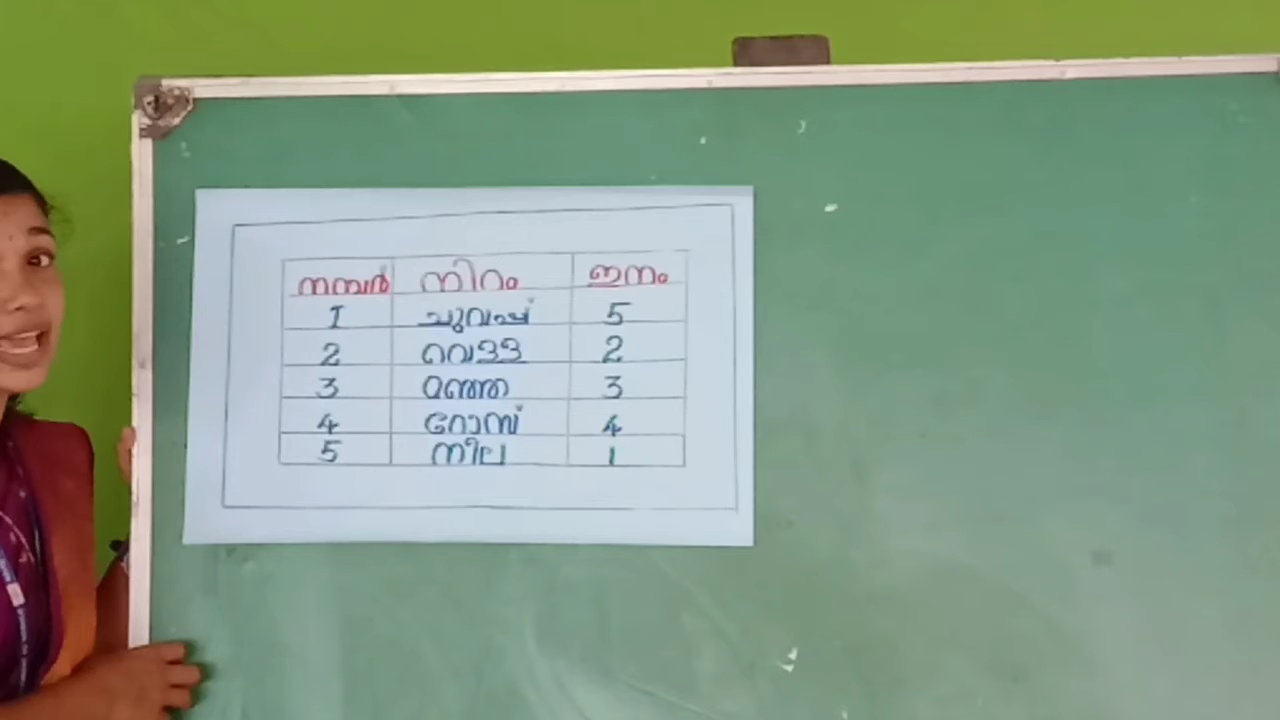 നമ്പർ നിറം ഇനം
1 ചുവപ്പ് 5
2 വെള്ള 2
3 മഞ്ഞ 3
4 റോസ് 4
5 നീല 1